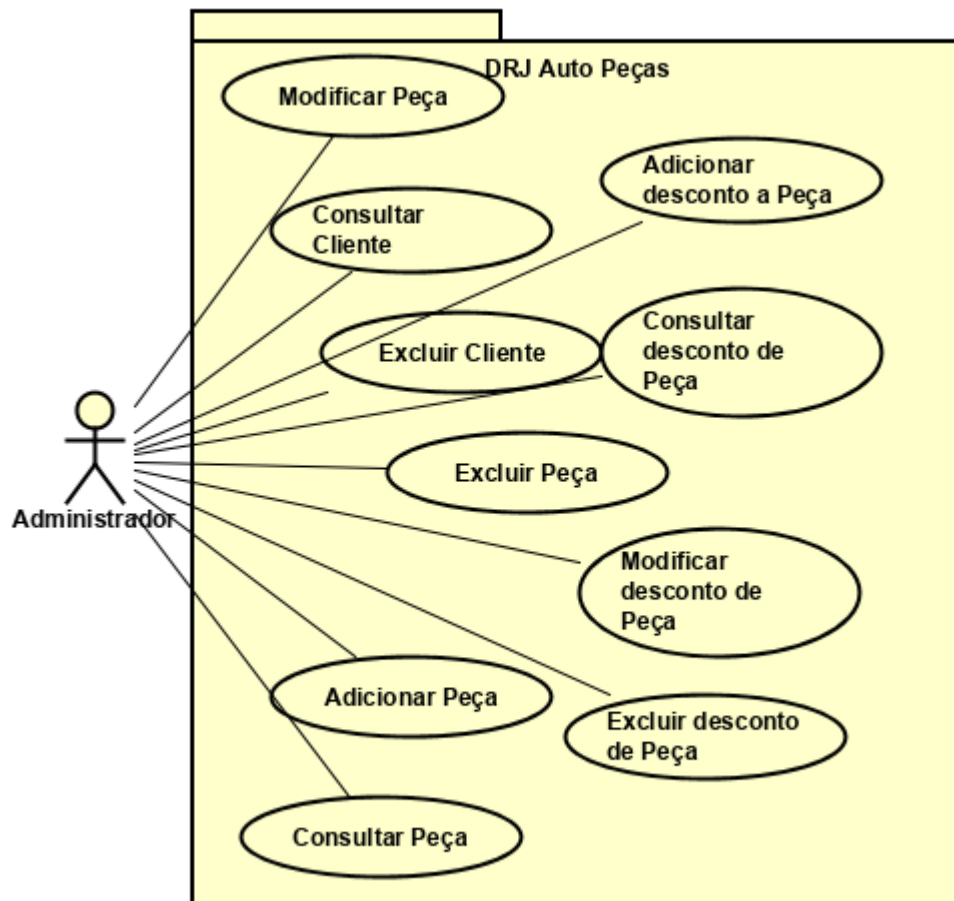 DRJ Auto Peças
Modificar Peça
Adicionar
desconto a Peça
Consultar
Cliente
Consultar
desconto de
Peça
Excluir Cliente
Excluir Peça
Administrador
Modificar
desconto de
Peça
Adicionar Peça
Excluir desconto
de Peça
Consultar Peça